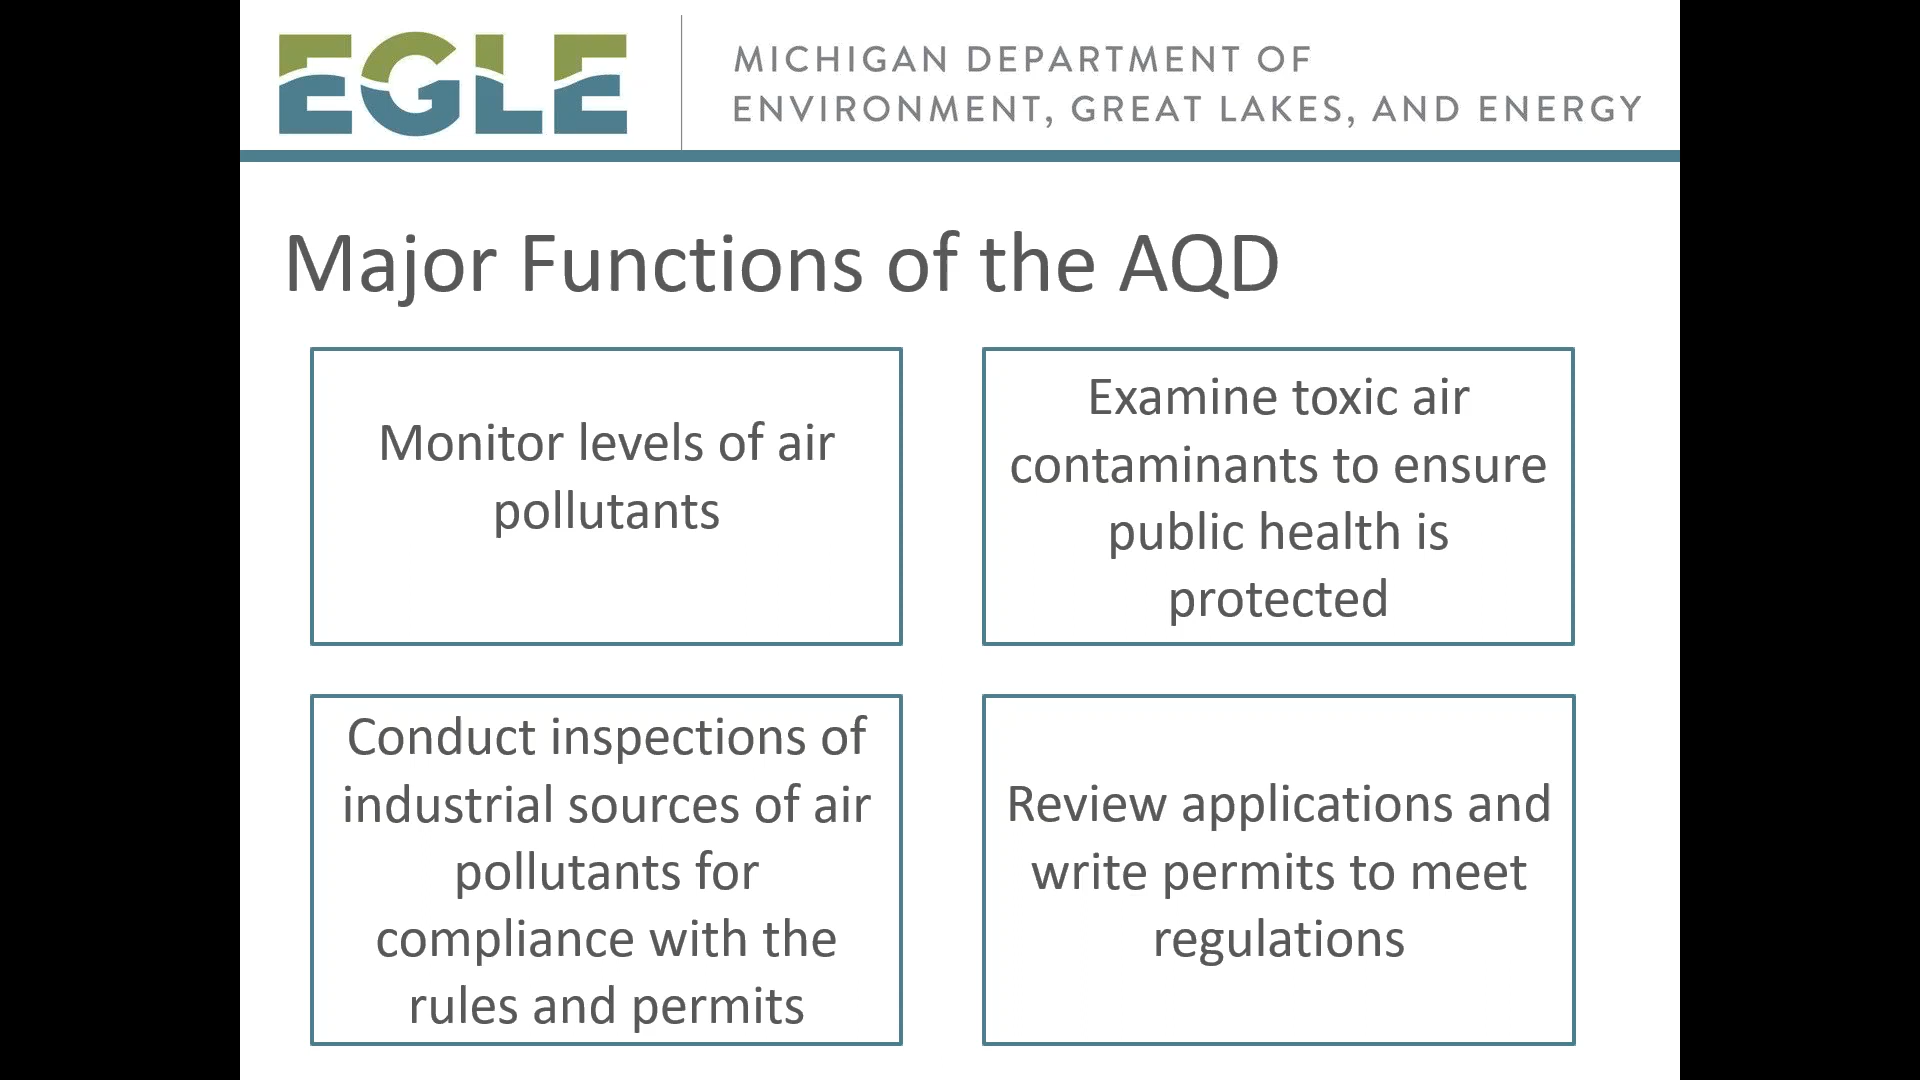 EGLE
MICHIGAN DEPARTMENT OF
ENVIRONMENT, GREAT LAKES, AND ENERGY
Major Functions of the AQD
Monitor levels of air
pollutants
Examine toxic air
contaminants to ensure
public health is
protected
Conduct inspections of
industrial sources of air
pollutants for
compliance with the
rules and permits
Review applications and
write permits to meet
regulations